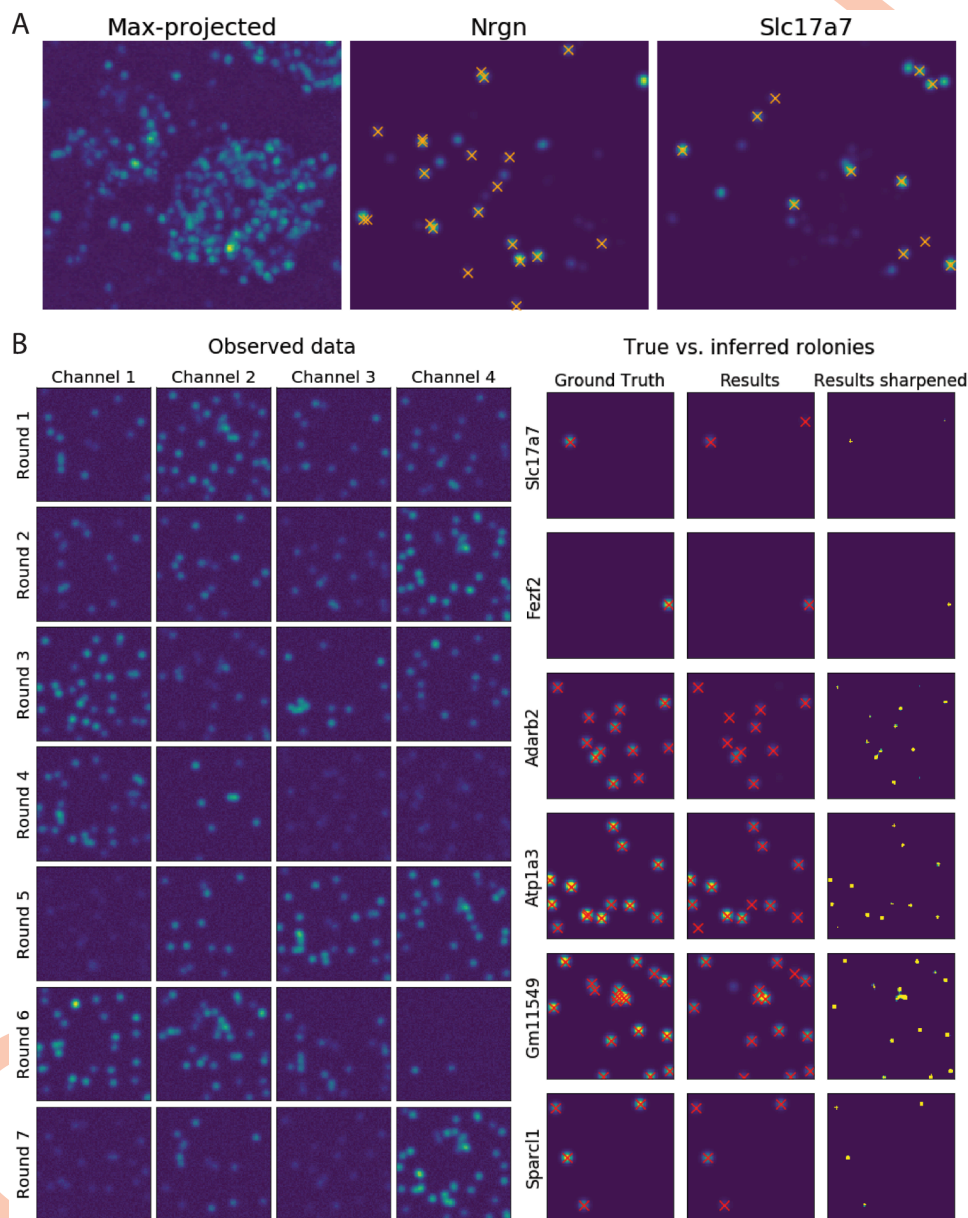 A
Max-projected Nrgn Slc17a7
B
Observed data
Channel 1 Channel 2 Channel 3 Channel 4
Round 1
Round 2
Round 3
Round 4
Round 5
Round 6
Round 7
True vs. inferred rolonies
Ground Truth Results Results sharpened
Slc17a7
Fezf2
Adarb2
Atp1a3
Gm11549
Sparcl1